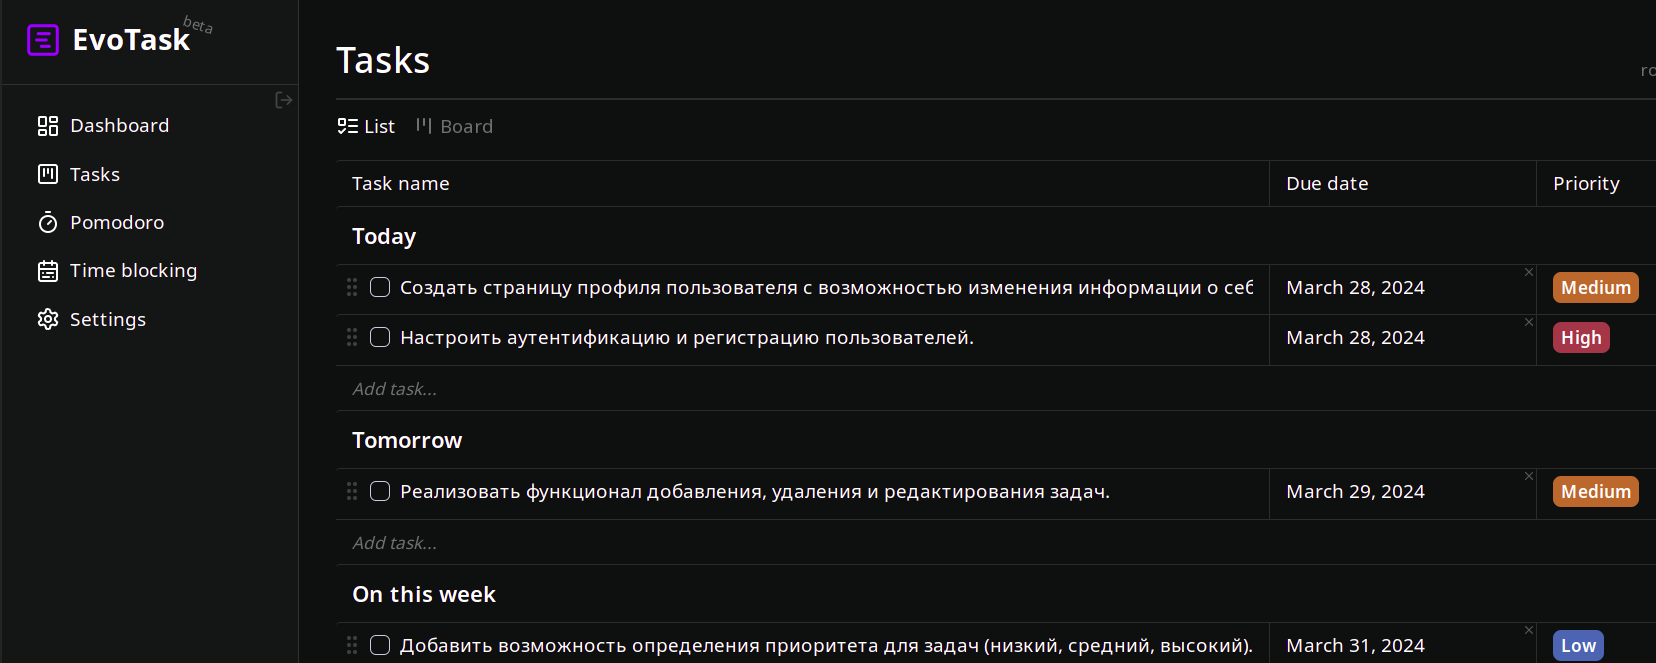 EvoTask beta
Dashboard
Tasks
Pomodoro
Time blocking
Settings
Tasks
List Board
Task name Due date Priority
Today
Создать страницу профиля пользователя с возможностью изменения информации о March 28, 2024 Medium
Настроить аутентификацию и регистрацию пользователей. March 28, 2024 High
Add task...
Tomorrow
Реализовать функционал добавления, удаления и редактирования задач. March 29, 2024 Medium
Add task...
On this week
Добавить возможность определения приоритета для задач (низкий, средний, высокий). March 31, 2024 Low